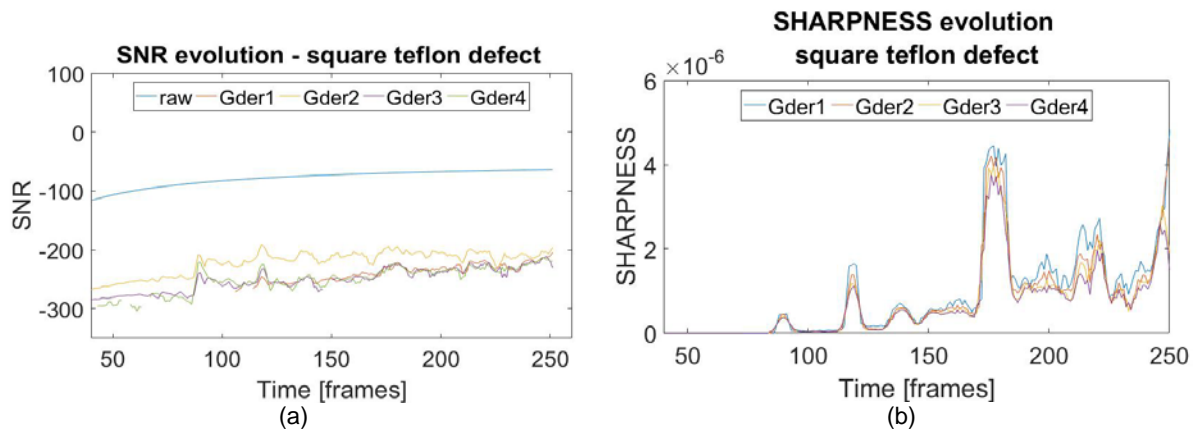 SNR evolution - square teflon defect
100
raw Gder1 Gder2 Gder3 Gder4
0
-100
-200
-300
SNR
50 100 150 200 250
Time [frames]
(a)
SHARPNESS evolution
square teflon defect
×10⁻⁶
6
Gder1 Gder2 Gder3 Gder4
4
2
0
SHARPNESS
50 100 150 200 250
Time [frames]
(b)